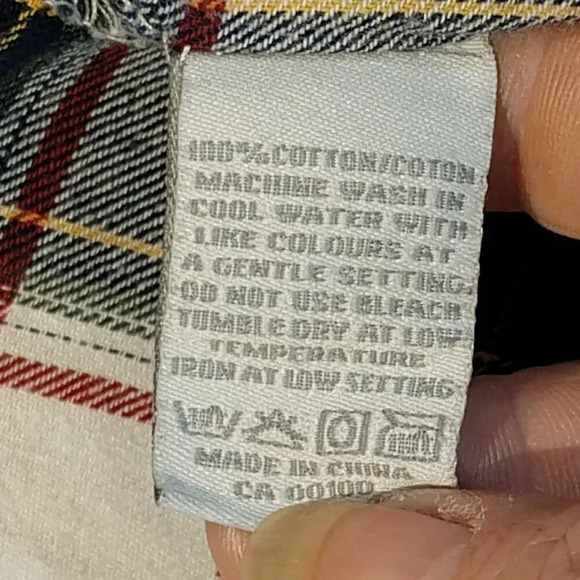 100% COTTON/COTON
MACHINE WASH IN
COOL WATER WITH
LIKE COLOURS AT
A GENTLE SETTING.
DO NOT USE BLEACH
TUMBLE DRY AT LOW
TEMPERATURE
IRON AT LOW SETTING
MADE IN CHINA
CA 00100